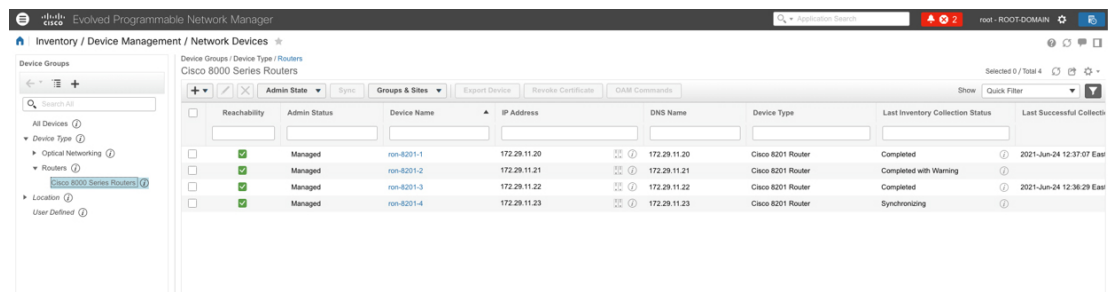 cisco Evolved Programmable Network Manager
Application Search
2
root - ROOT-DOMAIN
Inventory / Device Management / Network Devices
Device Groups
Search All
All Devices
Device Type
Optical Networking
Routers
Cisco 8000 Series Routers
Location
User Defined
Device Groups / Device Type / Routers
Cisco 8000 Series Routers
Selected 0 / Total 4
Admin State Sync Groups & Sites Export Device Revoke Certificate OAM Commands Show Quick Filter
Reachability Admin Status Device Name IP Address DNS Name Device Type Last Inventory Collection Status Last Successful Collecti
Managed ron-8201-1 172.29.11.20 172.29.11.20 Cisco 8201 Router Completed 2021-Jun-24 12:37:07 East
Managed ron-8201-2 172.29.11.21 172.29.11.21 Cisco 8201 Router Completed with Warning
Managed ron-8201-3 172.29.11.22 172.29.11.22 Cisco 8201 Router Completed 2021-Jun-24 12:36:29 East
Managed ron-8201-4 172.29.11.23 172.29.11.23 Cisco 8201 Router Synchronizing